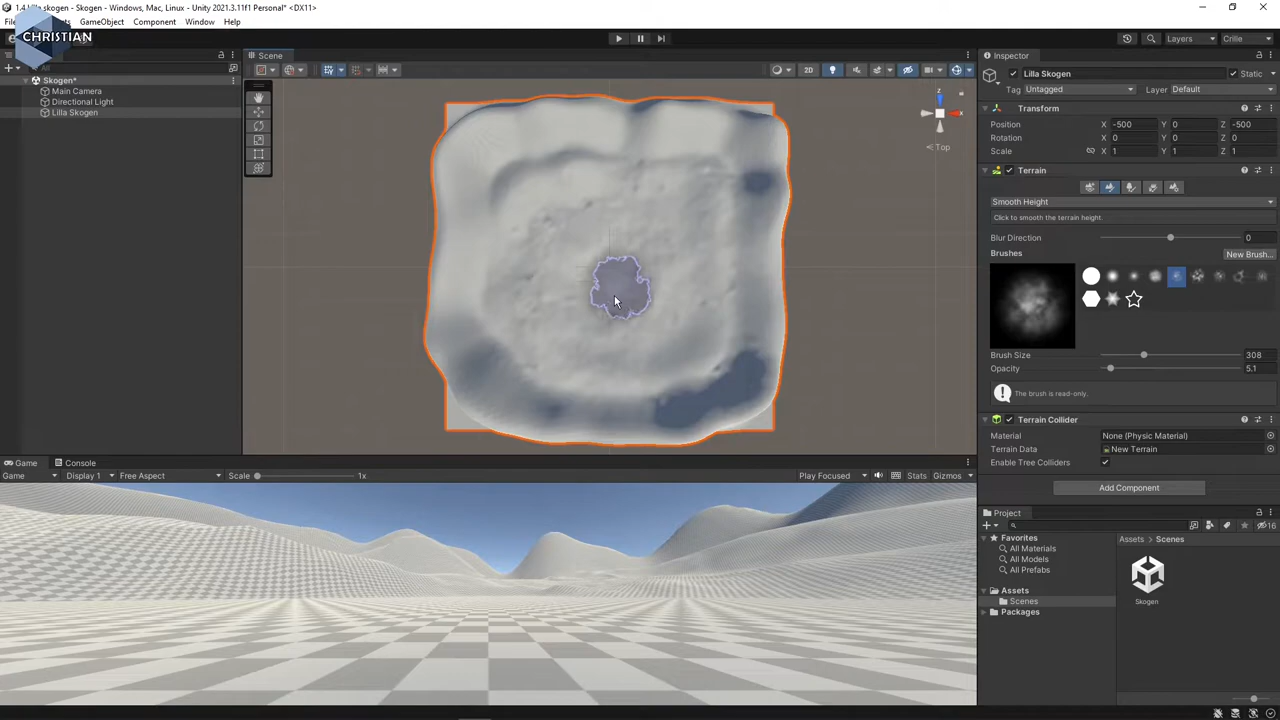 1.4 Lilla skogen - Skogen - Windows, Mac, Linux - Unity 2021.3.11f1 Personal* <DX11>
GameObject Component Window Help
CHRISTIAN
Layers Crille
All
Skogen*
Main Camera
Directional Light
Lilla Skogen
Scene
2D
z
x
Top
Inspector
Lilla Skogen Static
Tag Untagged Layer Default
Transform
Position X -500 Y 0 Z -500
Rotation X 0 Y 0 Z 0
Scale X 1 Y 1 Z 1
Terrain
Smooth Height
Click to smooth the terrain height.
Blur Direction 0
Brushes New Brush...
Brush Size 308
Opacity 5.1
The brush is read-only.
Terrain Collider
Material None (Physic Material)
Terrain Data New Terrain
Enable Tree Colliders
Add Component
Game Console
Game Display 1 Free Aspect Scale 1x Play Focused Stats Gizmos
Project
16
Favorites
All Materials
All Models
All Prefabs
Assets
Scenes
Packages
Assets Scenes
Skogen